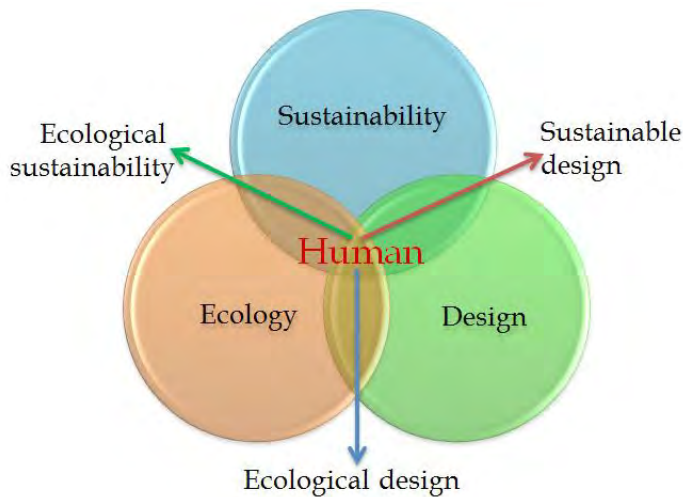 Sustainability
Ecological
sustainability
Sustainable
design
Human
Ecology
Design
Ecological design